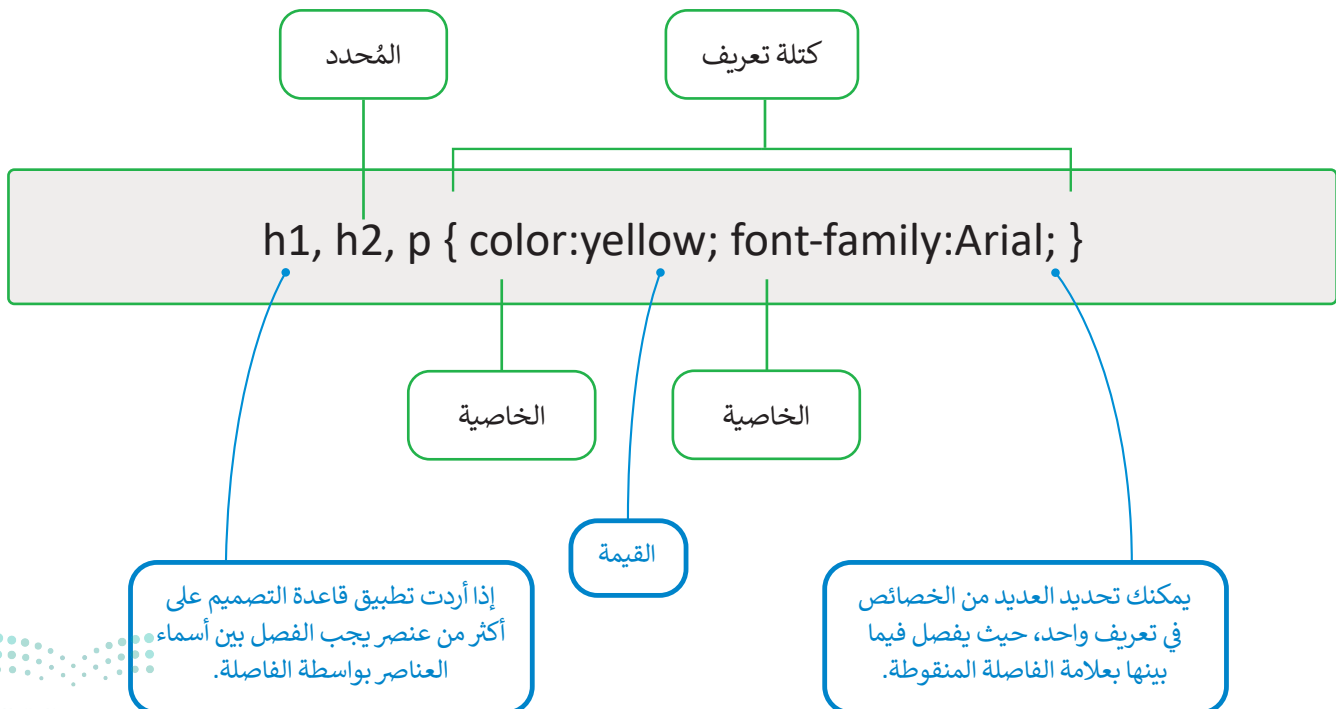 كتلة تعريف
المُحدد
h1, h2, p { color:yellow; font-family:Arial; }
الخاصية
الخاصية
القيمة
يمكنك تحديد العديد من الخصائص
في تعريف واحد، حيث يفصل فيما
بينها بعلامة الفاصلة المنقوطة.
إذا أردت تطبيق قاعدة التصميم على
أكثر من عنصر يجب الفصل بين أسماء
العناصر بواسطة الفاصلة.